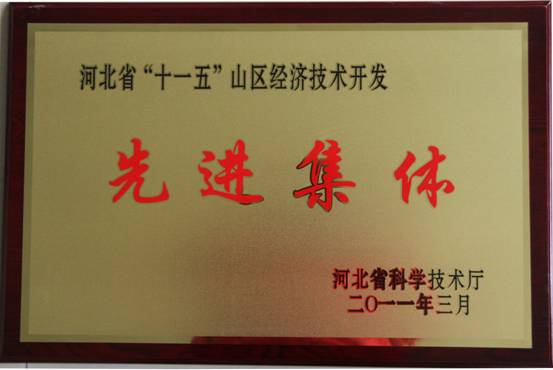 河北省“十一五”山区经济技术开发
先进集体
河北省科学技术厅
二〇一一年三月